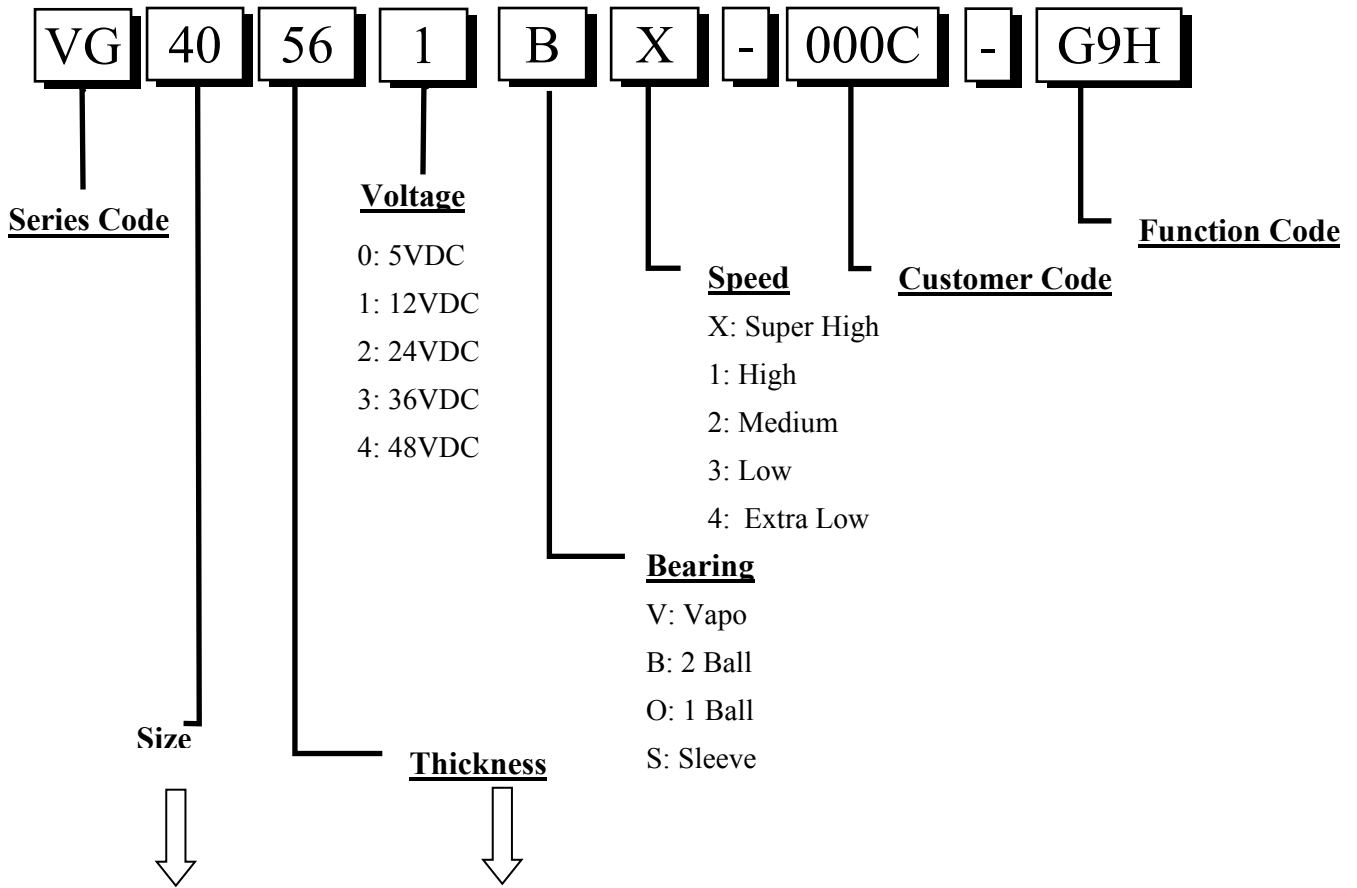 VG 40 56 1 B X - 000C - G9H
Series Code
Voltage
0: 5VDC
1: 12VDC
2: 24VDC
3: 36VDC
4: 48VDC
Function Code
Customer Code
Speed
X: Super High
1: High
2: Medium
3: Low
4: Extra Low
Bearing
V: Vapo
B: 2 Ball
O: 1 Ball
S: Sleeve
Size
Thickness